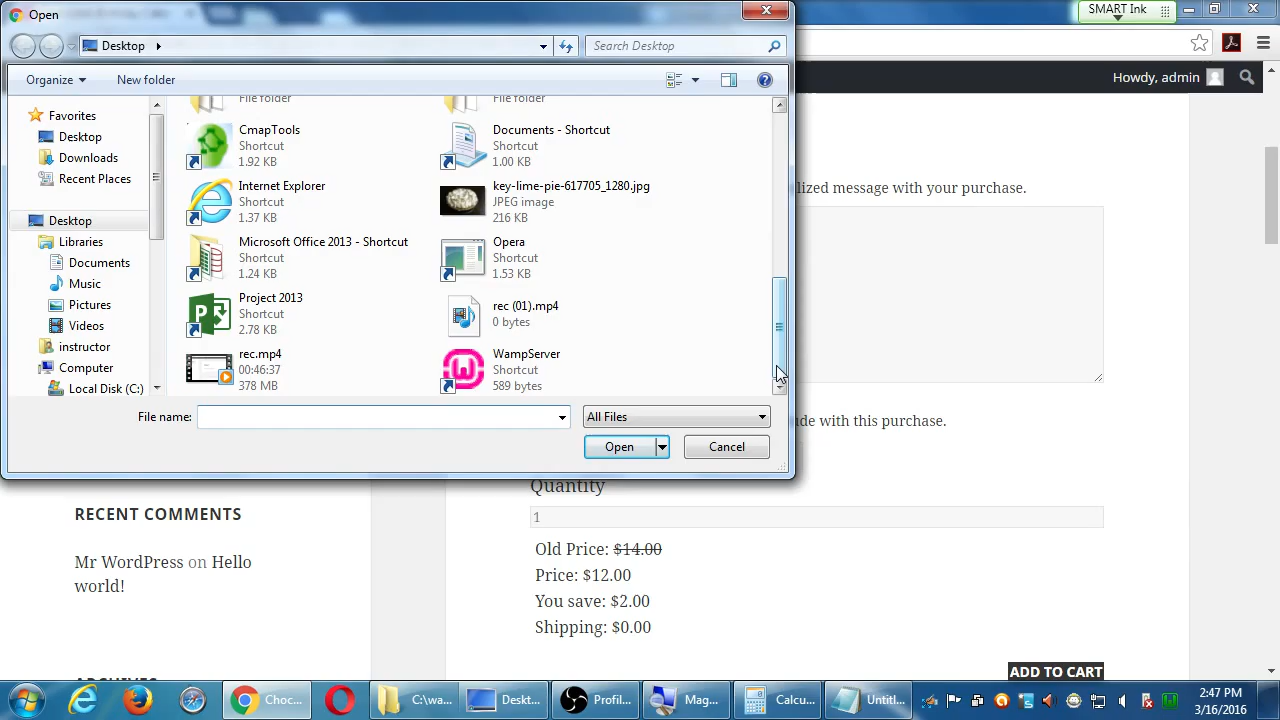 Open
SMART Ink
Desktop
Search Desktop
Organize
New folder
Howdy, admin
Favorites
Desktop
Downloads
Recent Places
Desktop
Libraries
Documents
Music
Pictures
Videos
instructor
Computer
Local Disk (C:)
File folder
File folder
CmapTools
Shortcut
1.92 KB
Documents - Shortcut
Shortcut
1.00 KB
Internet Explorer
Shortcut
1.37 KB
key-lime-pie-617705_1280.jpg
JPEG image
216 KB
Microsoft Office 2013 - Shortcut
Shortcut
1.24 KB
Opera
Shortcut
1.53 KB
Project 2013
Shortcut
2.78 KB
rec (01).mp4
0 bytes
rec.mp4
00:46:37
378 MB
WampServer
Shortcut
589 bytes
File name:
All Files
Open
Cancel
lized message with your purchase.
de with this purchase.
Quantity
1
Old Price: $14.00
Price: $12.00
You save: $2.00
Shipping: $0.00
ADD TO CART
RECENT COMMENTS
Mr WordPress on Hello
world!
Choc...
C:\wa...
Deskt...
Profil...
Mag...
Calcu...
Untitl...
2:47 PM
3/16/2016